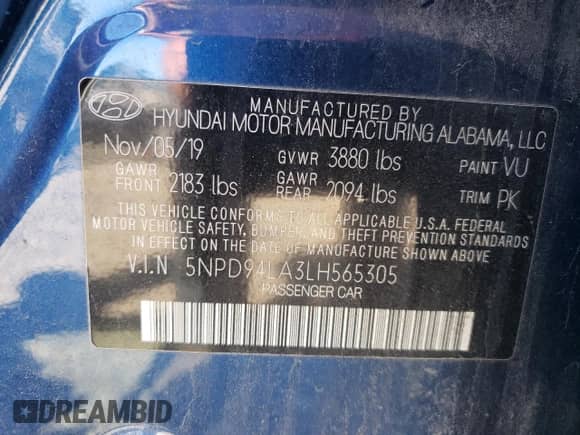 MANUFACTURED BY
HYUNDAI MOTOR MANUFACTURING ALABAMA, LLC
Nov/05/19 GVWR 3880 lbs PAINT VU
GAWR FRONT 2183 lbs GAWR REAR 2094 lbs TRIM PK
THIS VEHICLE CONFORMS TO ALL APPLICABLE U.S.A. FEDERAL
MOTOR VEHICLE SAFETY, BUMPER, AND THEFT PREVENTION STANDARDS
IN EFFECT ON THE DATE OF MANUFACTURE SHOWN ABOVE.
V.I.N 5NPD94LA3LH565305
PASSENGER CAR
DREAMBID